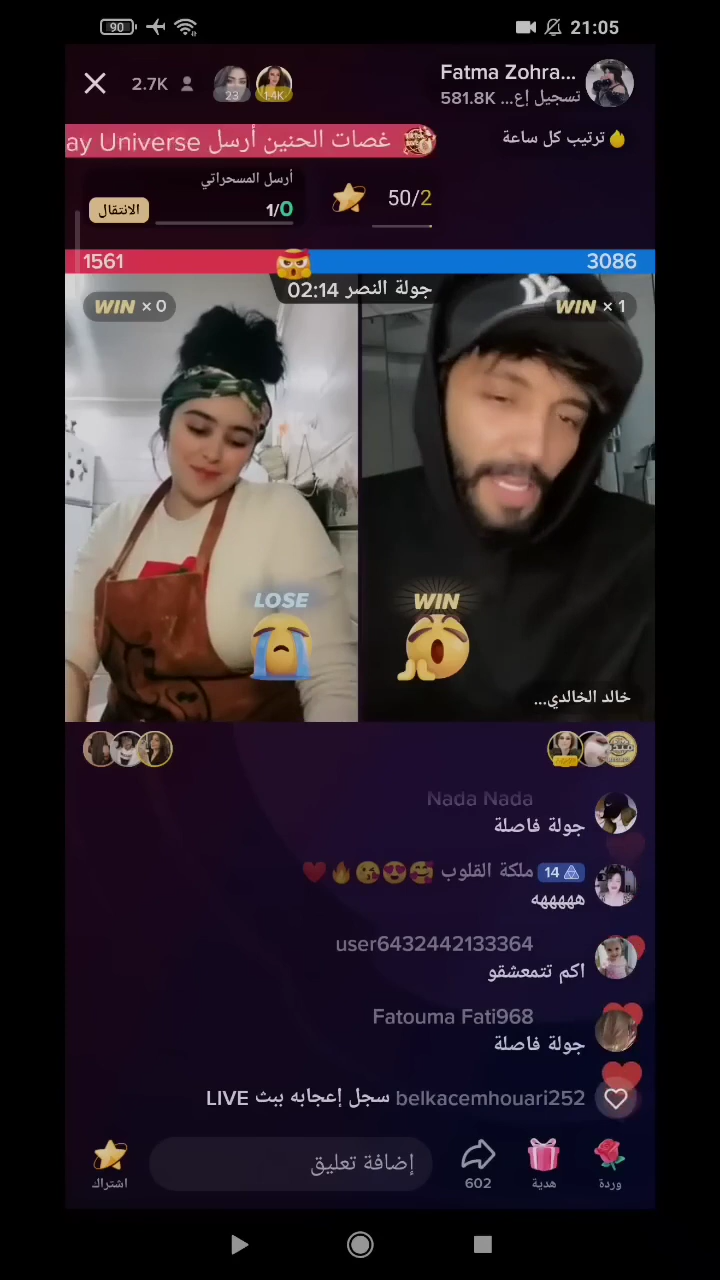 90
21:05
2.7K
23
1.4K
Fatma Zohra...
581.8K تسجيل إع...
ay Universe غصات الحنين أرسل
ترتيب كل ساعة
أرسل المسحراتي
1/0
الانتقال
50/2
1561
3086
جولة النصر 02:14
WIN × 0
WIN × 1
LOSE
WIN
خالد الخالدي...
Nada Nada
جولة فاصلة
14 ملكة القلوب 🥰😍😘🔥❤️
هههههه
user6432442133364
اكم تتمعشقو
Fatouma Fati968
جولة فاصلة
belkacemhouari252 سجل إعجابه ببث LIVE
اشتراك
إضافة تعليق
602
هدية
وردة